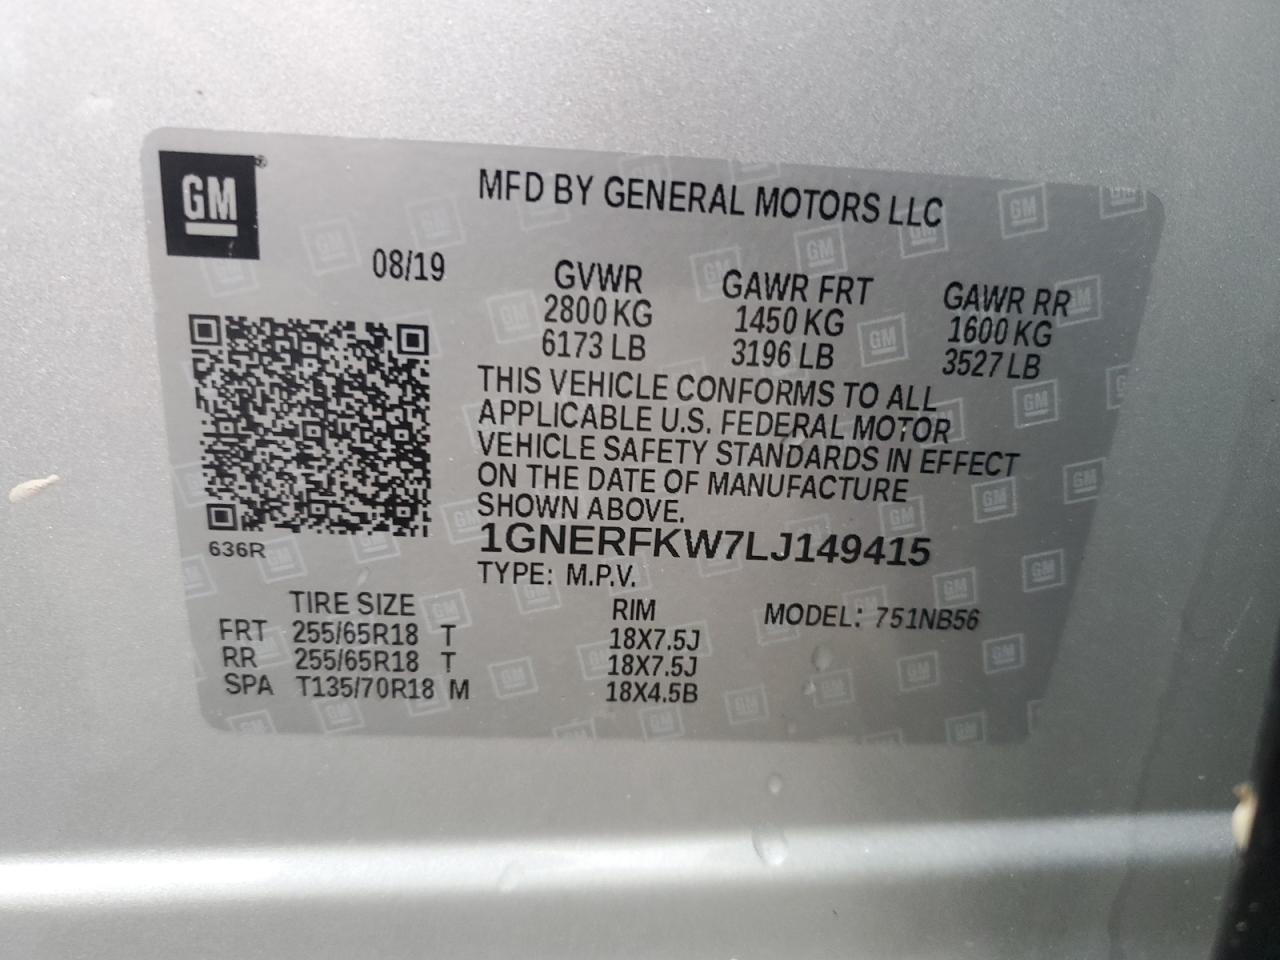 GM®
MFD BY GENERAL MOTORS LLC
08/19
GVWR GAWR FRT GAWR RR
2800 KG 1450 KG 1600 KG
6173 LB 3196 LB 3527 LB
THIS VEHICLE CONFORMS TO ALL
APPLICABLE U.S. FEDERAL MOTOR
VEHICLE SAFETY STANDARDS IN EFFECT
ON THE DATE OF MANUFACTURE
SHOWN ABOVE.
636R
1GNERFKW7LJ149415
TYPE: M.P.V.
TIRE SIZE RIM MODEL: 751NB56
FRT 255/65R18 T 18X7.5J
RR 255/65R18 T 18X7.5J
SPA T135/70R18 M 18X4.5B